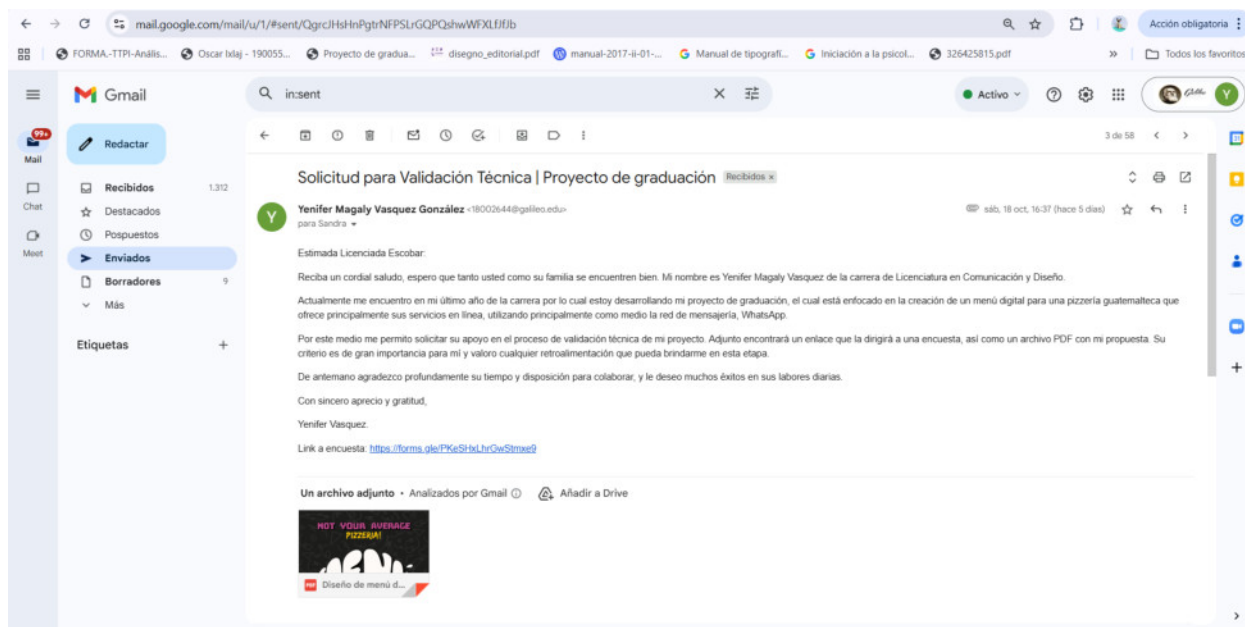 mail.google.com/mail/u/1/#sent/QgrcJHsHnPgtrNFPSLrGQPQshwWFXLfJfJb
Acción obligatoria
FORMA.-TTPI-Anális...
Oscar Ixlaj - 190055...
Proyecto de gradua...
disegno_editorial.pdf
manual-2017-ii-01-...
Manual de tipografí...
Iniciación a la psicol...
326425815.pdf
»
Todos los favoritos
Gmail
in:sent
Activo
Y
99+
Mail
Redactar
3 de 58
Chat
Meet
Recibidos 1.312
Destacados
Pospuestos
Enviados
Borradores 9
Más
Etiquetas +
Solicitud para Validación Técnica | Proyecto de graduación Recibidos x
Y
Yenifer Magaly Vasquez González <18002644@galileo.edu>
sáb, 18 oct, 16:37 (hace 5 días)
para Sandra
Estimada Licenciada Escobar:
Reciba un cordial saludo, espero que tanto usted como su familia se encuentren bien. Mi nombre es Yenifer Magaly Vasquez de la carrera de Licenciatura en Comunicación y Diseño.
Actualmente me encuentro en mi último año de la carrera por lo cual estoy desarrollando mi proyecto de graduación, el cual está enfocado en la creación de un menú digital para una pizzería guatemalteca que
ofrece principalmente sus servicios en línea, utilizando principalmente como medio la red de mensajería, WhatsApp.
Por este medio me permito solicitar su apoyo en el proceso de validación técnica de mi proyecto. Adjunto encontrará un enlace que la dirigirá a una encuesta, así como un archivo PDF con mi propuesta. Su
criterio es de gran importancia para mí y valoro cualquier retroalimentación que pueda brindarme en esta etapa.
De antemano agradezco profundamente su tiempo y disposición para colaborar, y le deseo muchos éxitos en sus labores diarias.
Con sincero aprecio y gratitud,
Yenifer Vasquez.
Link a encuesta: https://forms.gle/PKeSHxLhrGwStmxe9
Un archivo adjunto • Analizados por Gmail
Añadir a Drive
NOT YOUR AVERAGE
PIZZERIA!
PDF Diseño de menú d...